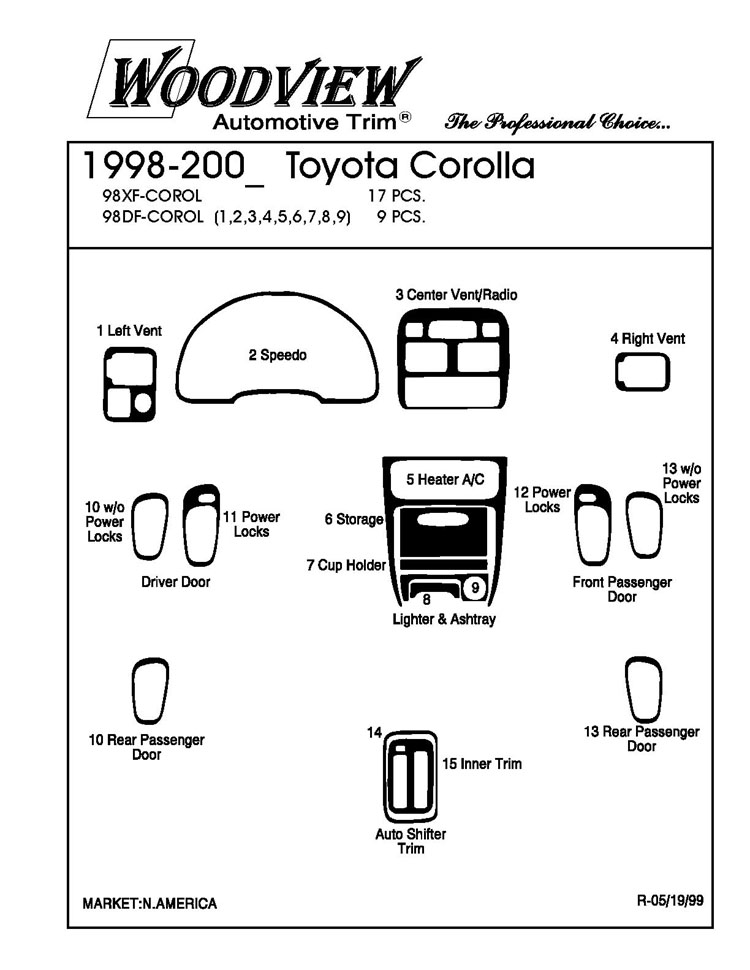 WOODVIEW
Automotive Trim®
The Professional Choice...
1998-200_ Toyota Corolla
98XF-COROL 17 PCS.
98DF-COROL (1,2,3,4,5,6,7,8,9) 9 PCS.
1 Left Vent
2 Speedo
3 Center Vent/Radio
4 Right Vent
10 w/o
Power
Locks
11 Power
Locks
Driver Door
5 Heater A/C
6 Storage
7 Cup Holder
8
9
Lighter & Ashtray
12 Power
Locks
13 w/o
Power
Locks
Front Passenger
Door
10 Rear Passenger
Door
14
15 Inner Trim
Auto Shifter
Trim
13 Rear Passenger
Door
MARKET:N.AMERICA
R-05/19/99